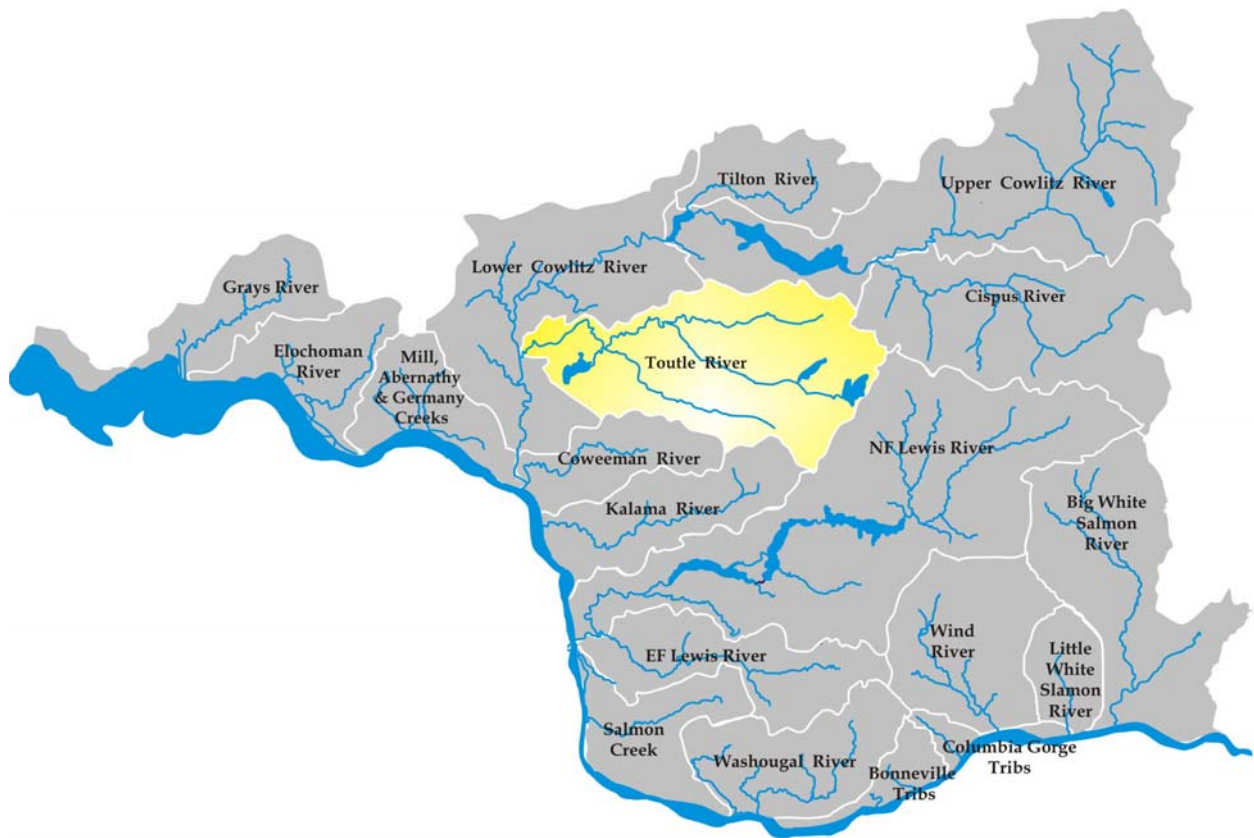 Tilton River
Upper Cowlitz River
Lower Cowlitz River
Grays River
Cispus River
Elochoman
River
Mill,
Abernathy
& Germany
Creeks
Toutle River
NF Lewis River
Coweeman River
Kalama River
Big White
Salmon
River
Wind
River
EF Lewis River
Little
White
Slamon
River
Salmon
Creek
Washougal River
Bonneville
Tribs
Columbia Gorge
Tribs